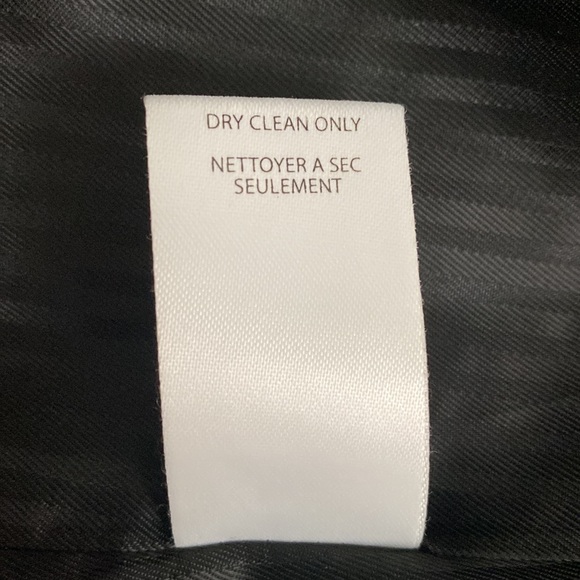 DRY CLEAN ONLY
NETTOYER A SEC
SEULEMENT